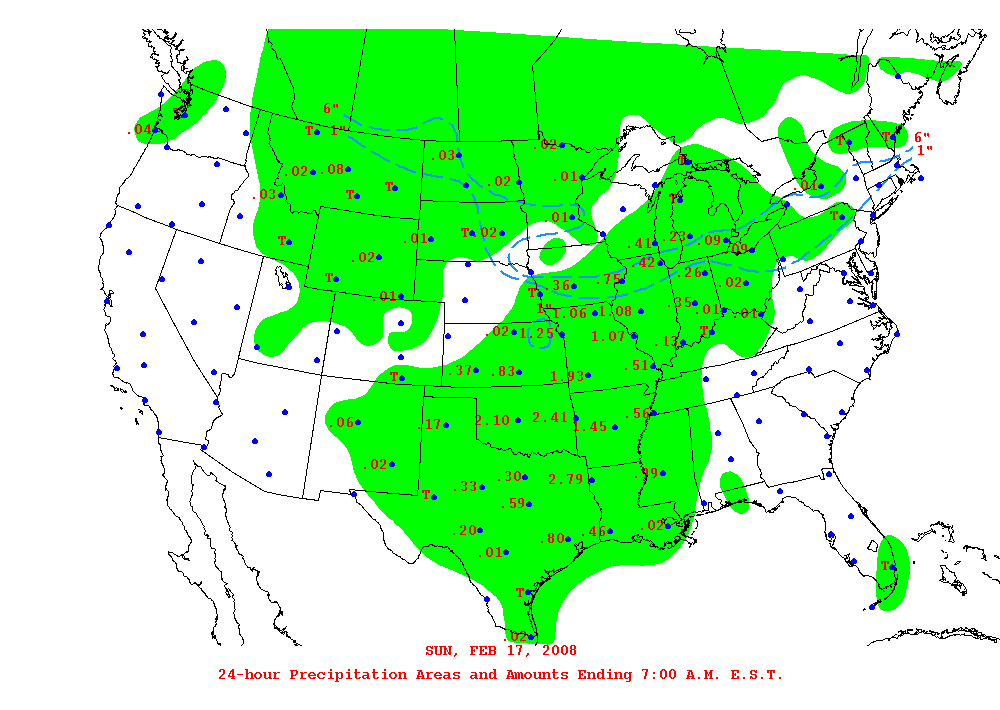 6"
1"
T
.04
T
.02
.03
.02
T
6"
T
T
1"
.02 .08
T
.02
.01
T
T
.01
.03
T
.01
T
T
.02
.01
.41
.23
.09
.09
T
.02
.42
.26
.02
T
.36
.75
.01
T
1"
1.06
1.08
.35
.01
.01
.02
1.25
1.07
.13
T
T
.37
.83
1.93
.51
.06
.17
2.10
2.41
1.45
.56
.02
T
.33
.30
2.79
.39
.59
.20
.01
.80
.46
.02
T
T
.02
SUN, FEB 17, 2008
24-hour Precipitation Areas and Amounts Ending 7:00 A.M. E.S.T.